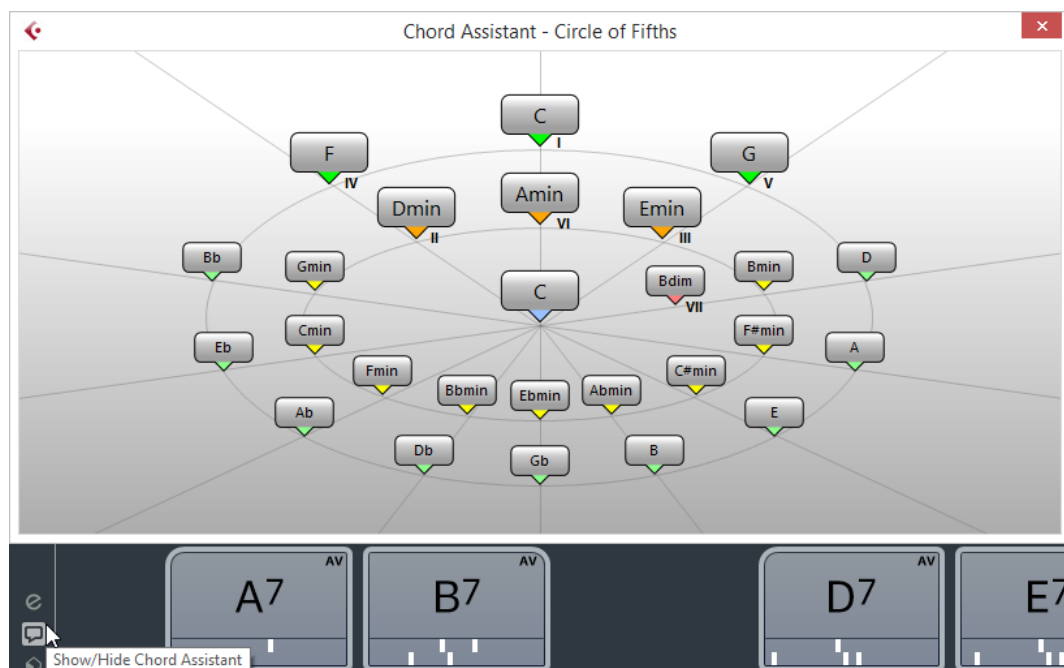 Chord Assistant - Circle of Fifths
C
I
F
IV
G
V
Dmin
II
Amin
VI
Emin
III
Bb
Gmin
C
Bdim
VII
Bmin
D
Eb
Cmin
F#min
A
Fmin
C#min
Bbmin
Ebmin
Abmin
Ab
E
Db
Gb
B
AV
A7
AV
B7
AV
D7
E7
Show/Hide Chord Assistant